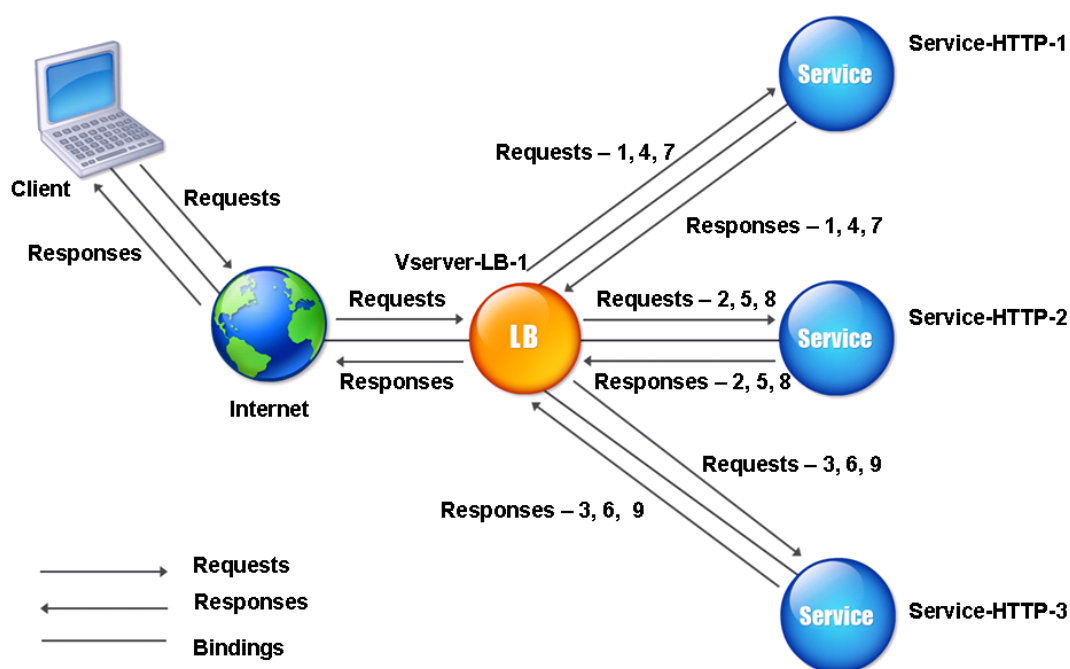 Service-HTTP-1
Service
Requests – 1, 4, 7
Client
Requests
Responses – 1, 4, 7
Responses
Vserver-LB-1
Requests
Requests – 2, 5, 8
Service-HTTP-2
LB
Service
Responses
Responses – 2, 5, 8
Internet
Requests – 3, 6, 9
Responses – 3, 6,  9
Requests
Responses
Service-HTTP-3
Service
Bindings